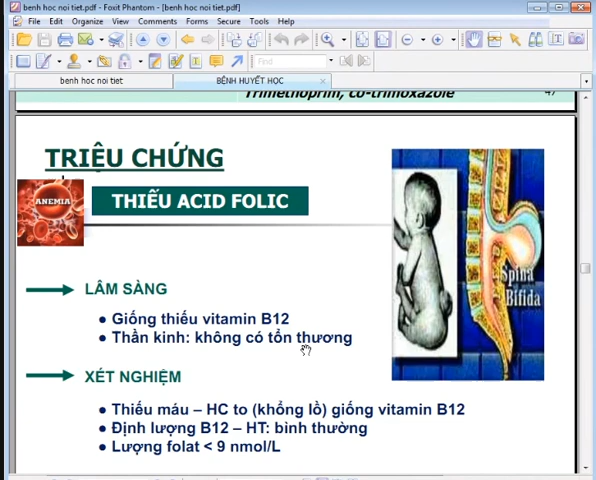 benh hoc noi tiet.pdf - Foxit Phantom - [benh hoc noi tiet.pdf]
File Edit Organize View Comments Forms Secure Tools Help
Find
benh hoc noi tiet BỆNH HUYẾT HỌC
Trimethoprim, co-trimoxazole 47
TRIỆU CHỨNG
ANEMIA
THIẾU ACID FOLIC
Spina
Bifida
LÂM SÀNG
• Giống thiếu vitamin B12
• Thần kinh: không có tổn thương
XÉT NGHIỆM
• Thiếu máu – HC to (khổng lồ) giống vitamin B12
• Định lượng B12 – HT: bình thường
• Lượng folat < 9 nmol/L